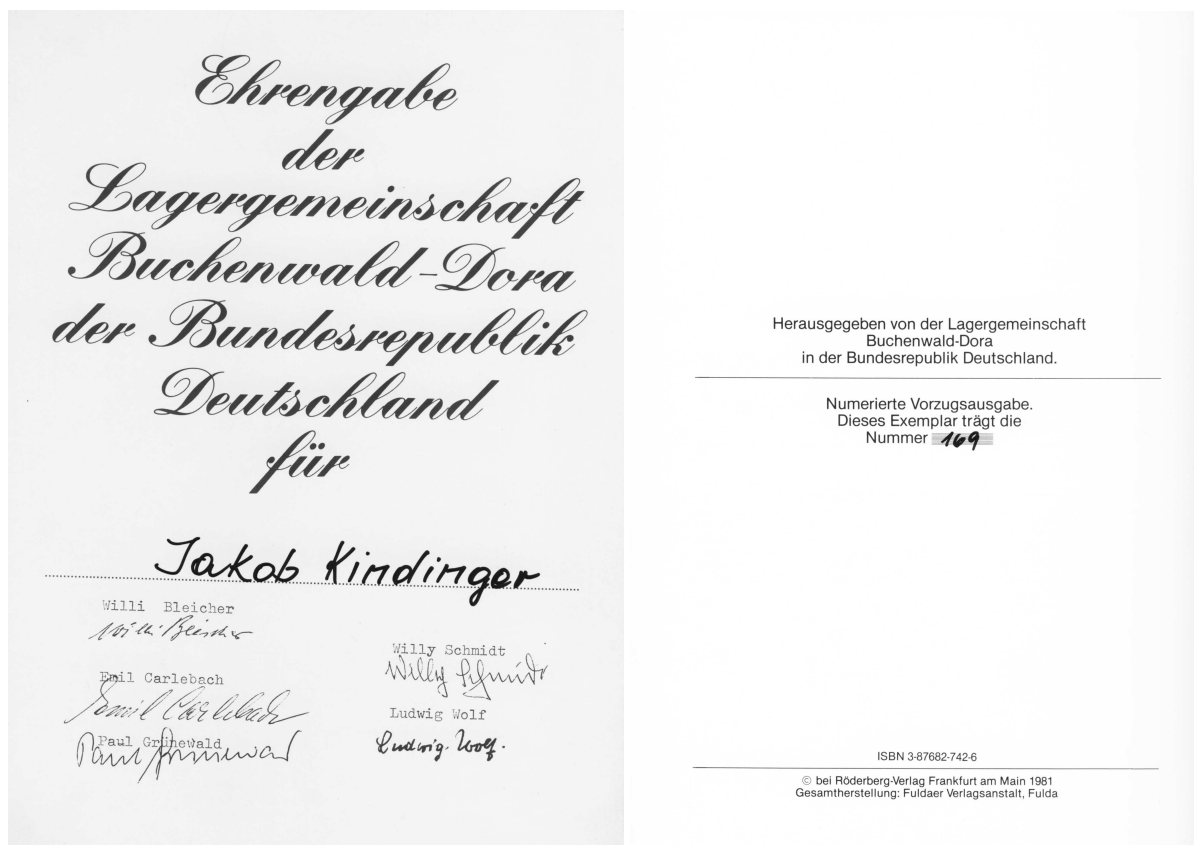 Ehrengabe
der
Lagergemeinschaft
Buchenwald-Dora
der Bundesrepublik
Deutschland
für
Jakob Kindinger
Willi Bleicher
Willi Bleicher
Emil Carlebach
Emil Carlebach
Paul Grünewald
Paul Grünewald
Willy Schmidt
Willy Schmidt
Ludwig Wolf
Ludwig Wolf.
Herausgegeben von der Lagergemeinschaft
Buchenwald-Dora
in der Bundesrepublik Deutschland.
Numerierte Vorzugsausgabe.
Dieses Exemplar trägt die
Nummer 169
ISBN 3-87682-742-6
© bei Röderberg-Verlag Frankfurt am Main 1981
Gesamtherstellung: Fuldaer Verlagsanstalt, Fulda